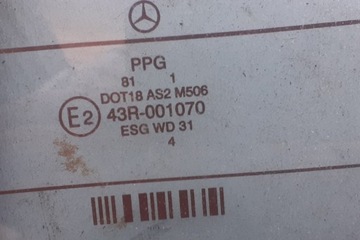 PPG
81 1
DOT18 AS2 M506
E2 43R-001070
ESG WD 31
4